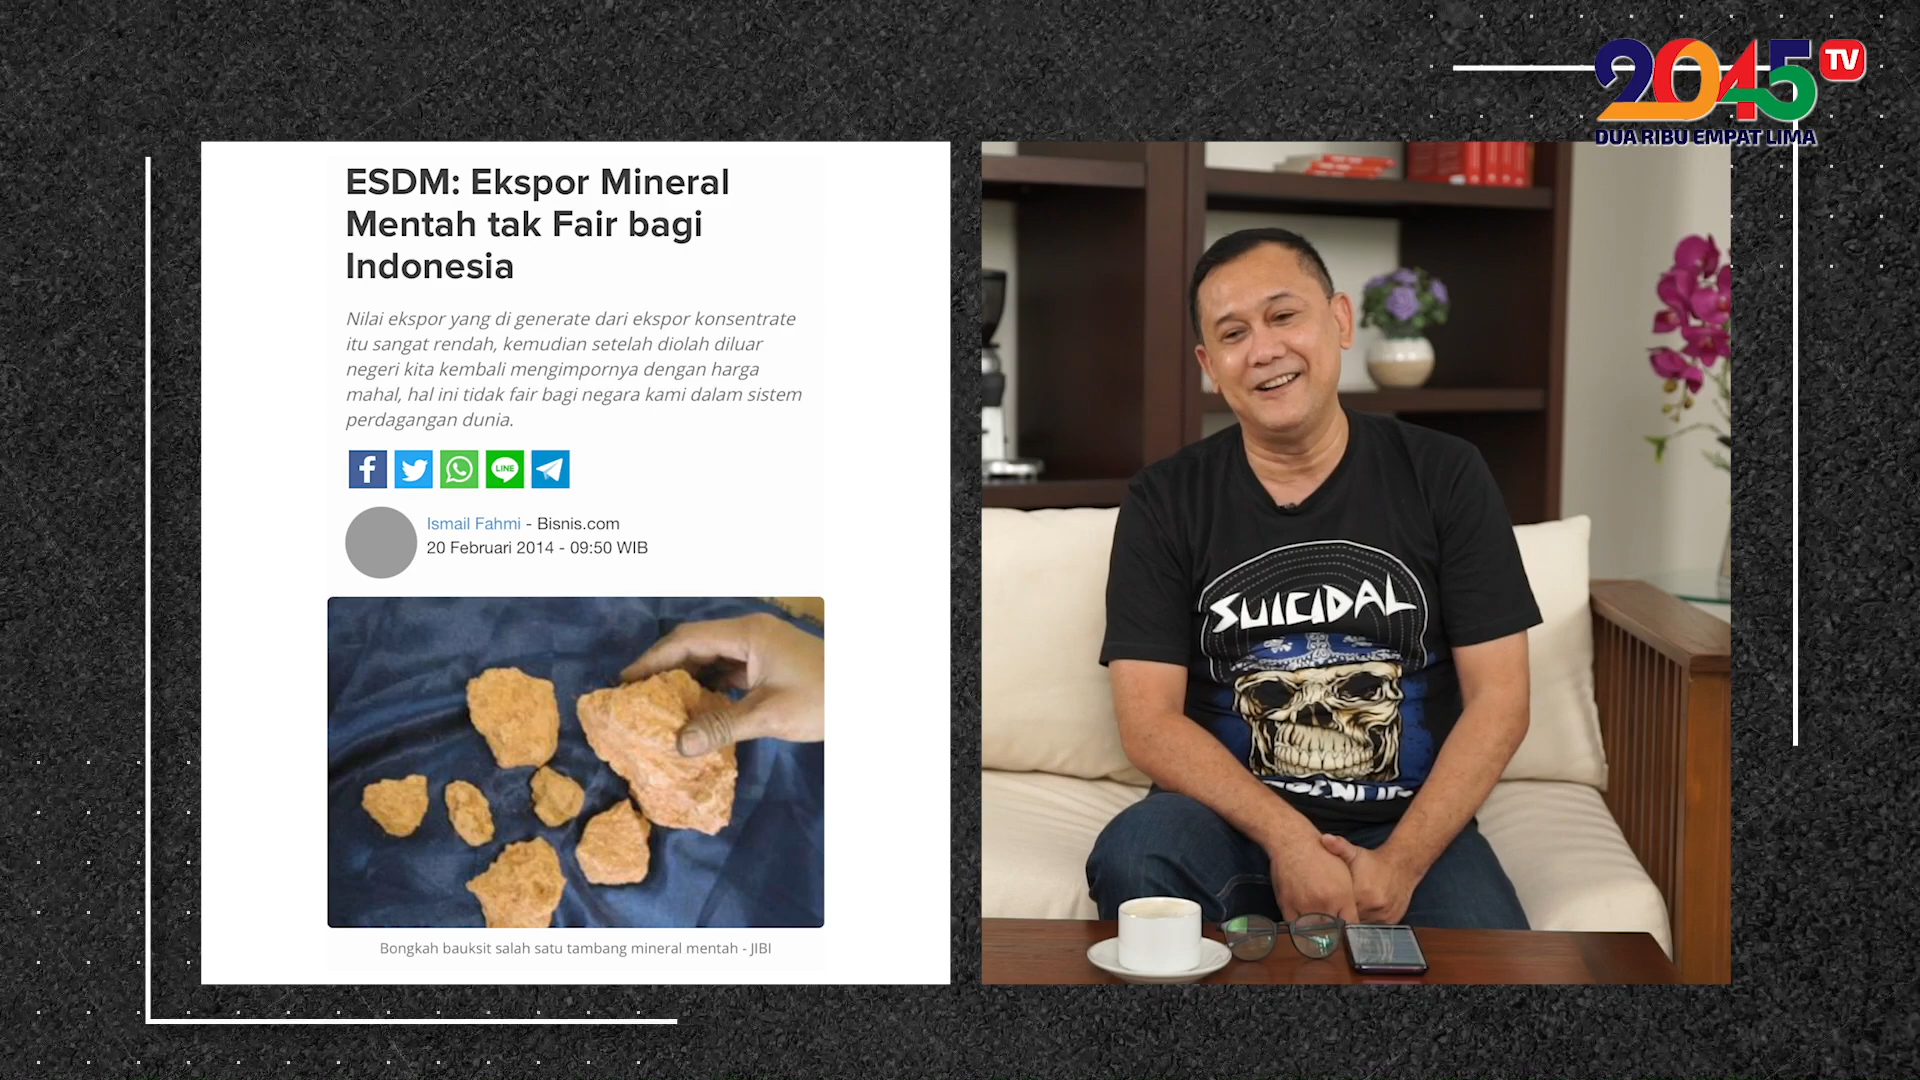 2045 TV
DUA RIBU EMPAT LIMA
ESDM: Ekspor Mineral
Mentah tak Fair bagi
Indonesia
Nilai ekspor yang di generate dari ekspor konsentrate
itu sangat rendah, kemudian setelah diolah diluar
negeri kita kembali mengimpornya dengan harga
mahal, hal ini tidak fair bagi negara kami dalam sistem
perdagangan dunia.
LINE
Ismail Fahmi - Bisnis.com
20 Februari 2014 - 09:50 WIB
Bongkah bauksit salah satu tambang mineral mentah - JIBI
SUICIDAL